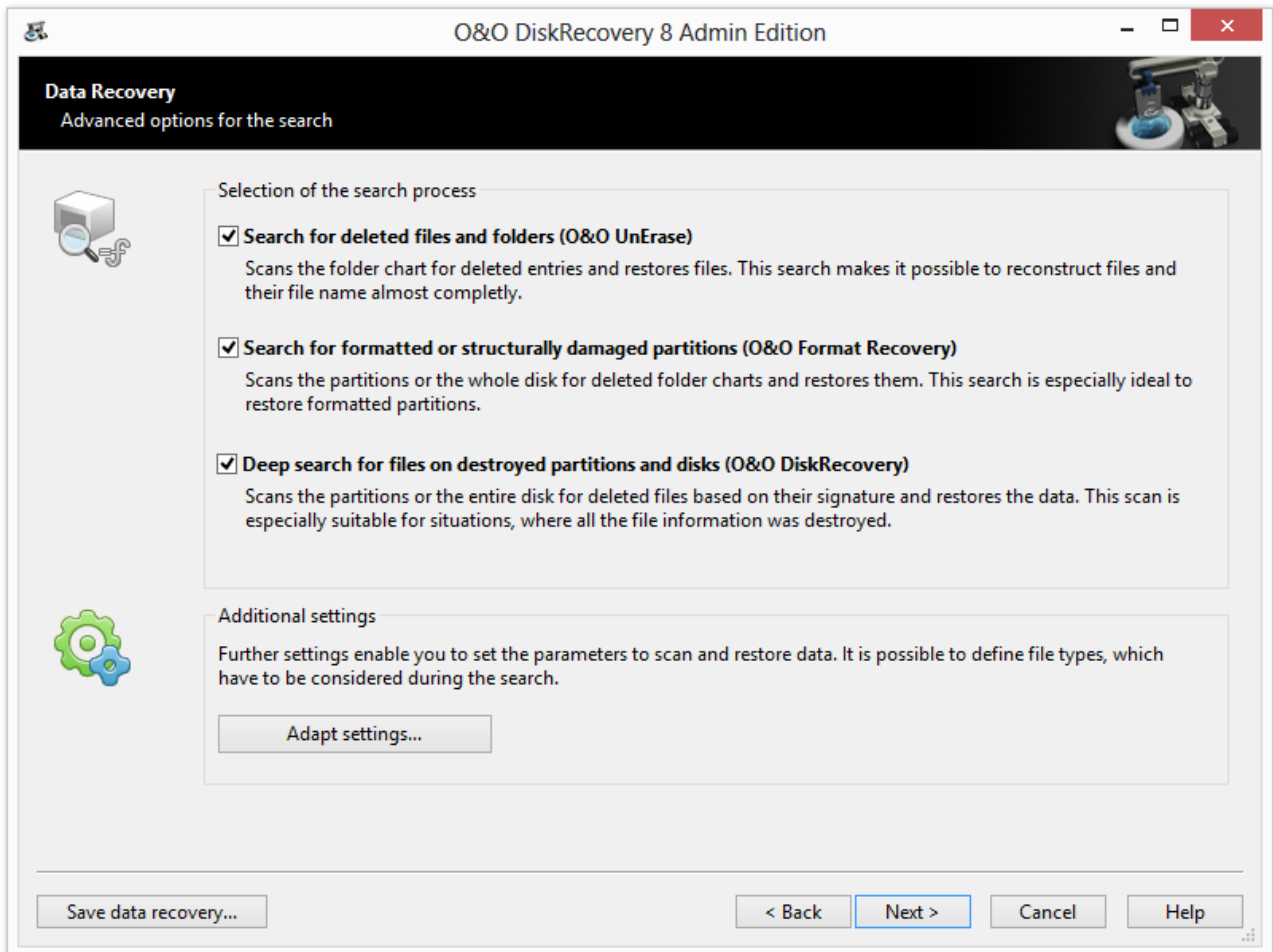 O&O DiskRecovery 8 Admin Edition
Data Recovery
Advanced options for the search
Selection of the search process
Search for deleted files and folders (O&O UnErase)
Scans the folder chart for deleted entries and restores files. This search makes it possible to reconstruct files and
their file name almost completly.
Search for formatted or structurally damaged partitions (O&O Format Recovery)
Scans the partitions or the whole disk for deleted folder charts and restores them. This search is especially ideal to
restore formatted partitions.
Deep search for files on destroyed partitions and disks (O&O DiskRecovery)
Scans the partitions or the entire disk for deleted files based on their signature and restores the data. This scan is
especially suitable for situations, where all the file information was destroyed.
Additional settings
Further settings enable you to set the parameters to scan and restore data. It is possible to define file types, which
have to be considered during the search.
Adapt settings...
Save data recovery...
< Back
Next >
Cancel
Help